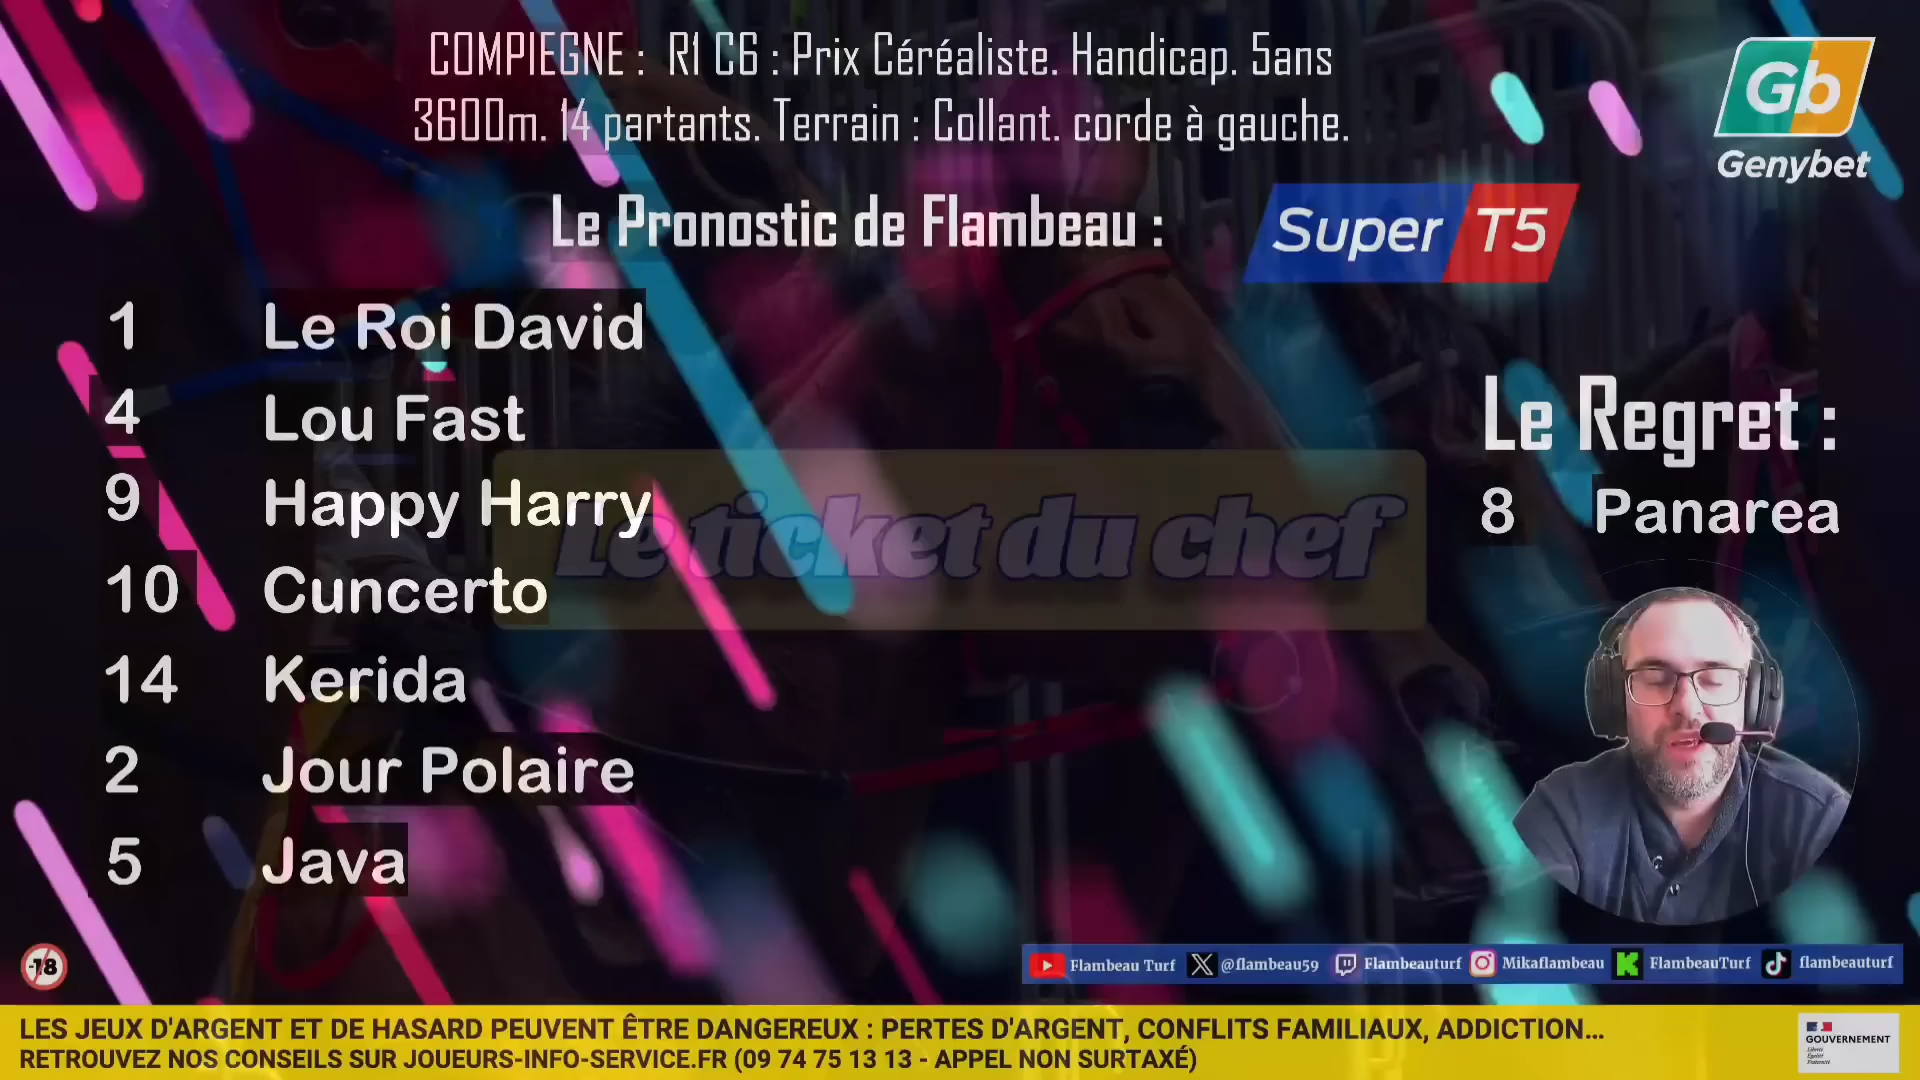 COMPIEGNE : R1 C6 : Prix Céréaliste. Handicap. 5ans
3600m. 14 partants. Terrain : Collant. corde à gauche.
Gb
Genybet
Le Pronostic de Flambeau :
Super T5
1 Le Roi David
4 Lou Fast
9 Happy Harry
10 Cuncerto
14 Kerida
2 Jour Polaire
5 Java
Le ticket du chef
Le Regret :
8 Panarea
-18
Flambeau Turf @flambeau59 Flambeauturf Mikaflambeau FlambeauTurf flambeauturf
LES JEUX D'ARGENT ET DE HASARD PEUVENT ÊTRE DANGEREUX : PERTES D'ARGENT, CONFLITS FAMILIAUX, ADDICTION...
RETROUVEZ NOS CONSEILS SUR JOUEURS-INFO-SERVICE.FR (09 74 75 13 13 - APPEL NON SURTAXÉ)
GOUVERNEMENT
Liberté
Égalité
Fraternité